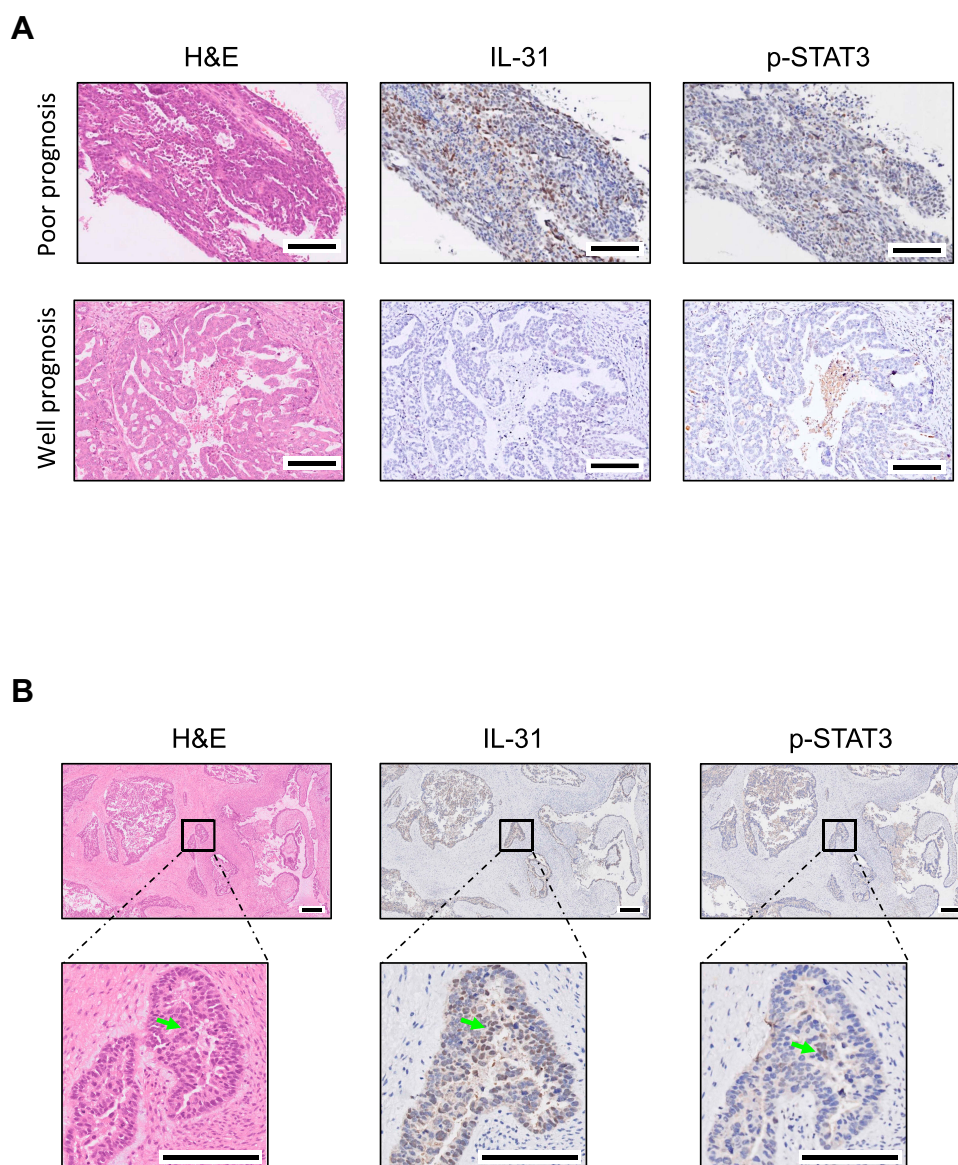 A
H&E IL-31 p-STAT3
Poor prognosis
Well prognosis
B
H&E IL-31 p-STAT3